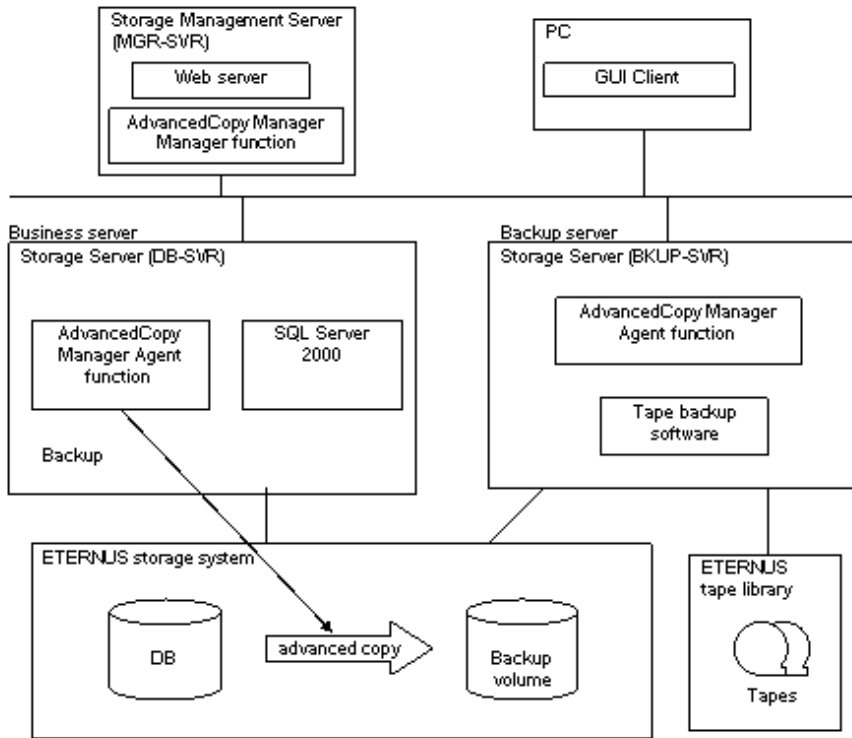 Storage Management Server
(MGR-SVR)
Web server
AdvancedCopy Manager
Manager function
PC
GUI Client
Business server
Storage Server (DB-SVR)
AdvancedCopy
Manager Agent
function
SQL Server
2000
Backup
Backup server
Storage Server (BKUP-SVR)
AdvancedCopy Manager
Agent function
Tape backup
software
ETERNUS storage system
DB
advanced copy
Backup
volume
ETERNUS
tape library
Tapes